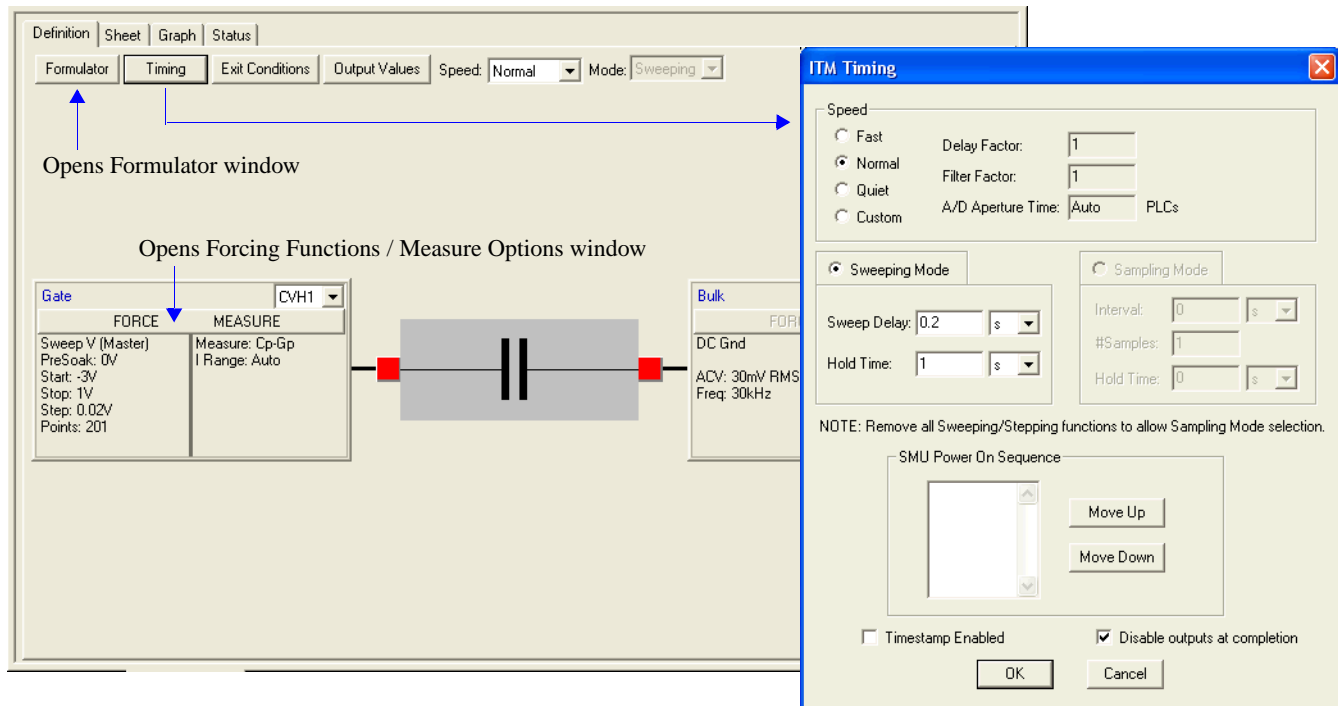 Definition Sheet Graph Status
Formulator Timing Exit Conditions Output Values Speed: Normal Mode: Sweeping
Opens Formulator window
Opens Forcing Functions / Measure Options window
Gate CVH1
FORCE MEASURE
Sweep V (Master)
PreSoak: 0V
Start: -3V
Stop: 1V
Step: 0.02V
Points: 201
Measure: Cp-Gp
I Range: Auto
Bulk
DC Gnd
ACV: 30mV RMS
Freq: 30kHz
ITM Timing
Speed
Fast
Normal
Quiet
Custom
Delay Factor: 1
Filter Factor: 1
A/D Aperture Time: Auto PLCs
Sweeping Mode
Sweep Delay: 0.2 s
Hold Time: 1 s
Sampling Mode
Interval: 0 s
#Samples: 1
Hold Time: 0 s
NOTE: Remove all Sweeping/Stepping functions to allow Sampling Mode selection.
SMU Power On Sequence
Move Up
Move Down
Timestamp Enabled
Disable outputs at completion
OK Cancel